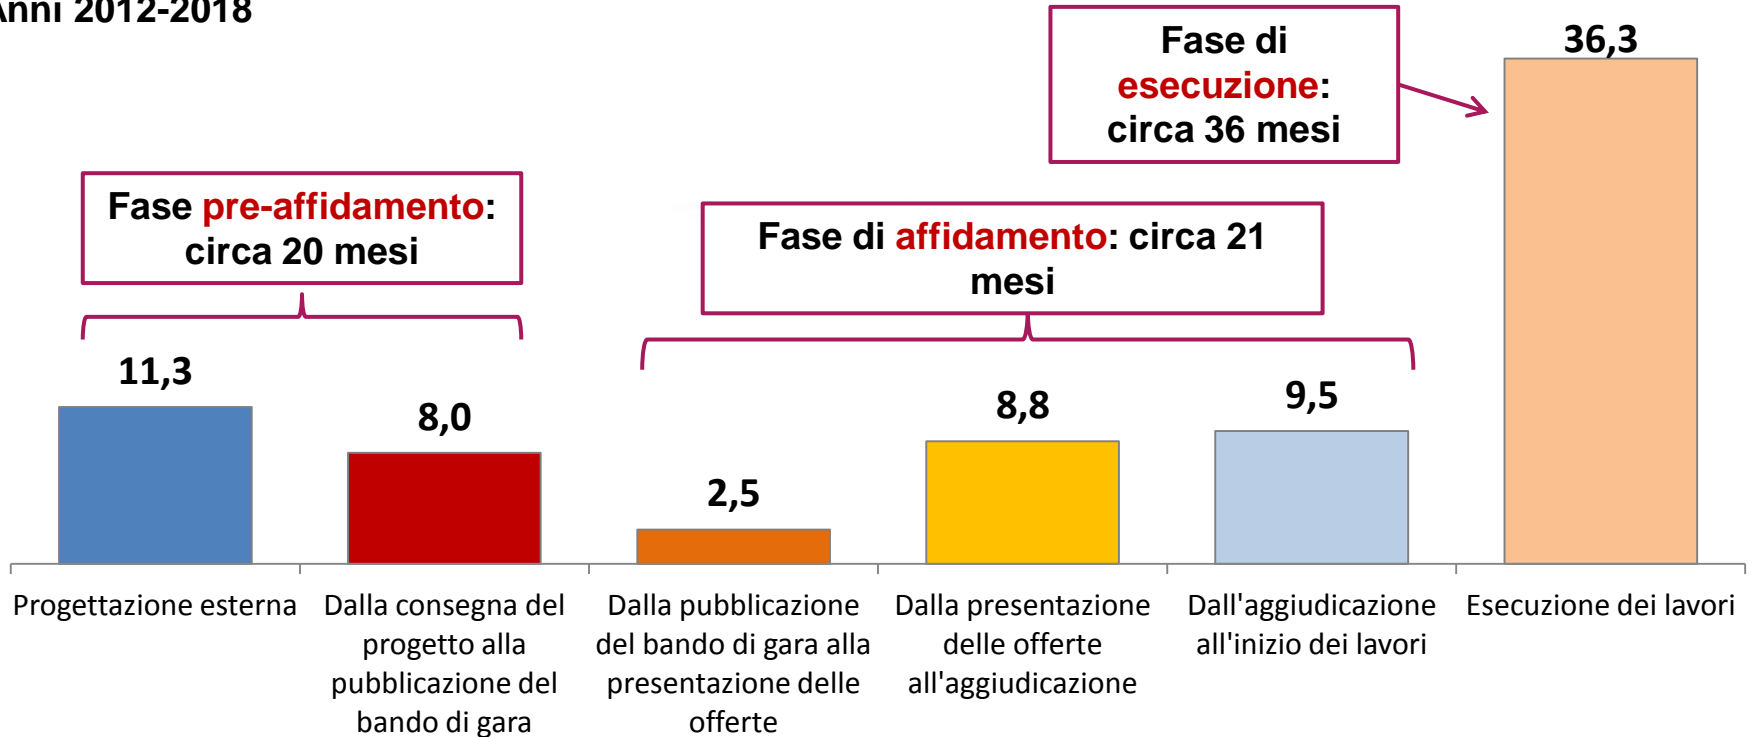 Anni 2012-2018
Fase di
esecuzione:
circa 36 mesi
36,3
Fase pre-affidamento:
circa 20 mesi
Fase di affidamento: circa 21
mesi
11,3
8,0
2,5
8,8
9,5
Progettazione esterna
Dalla consegna del
progetto alla
pubblicazione del
bando di gara
Dalla pubblicazione
del bando di gara alla
presentazione delle
offerte
Dalla presentazione
delle offerte
all'aggiudicazione
Dall'aggiudicazione
all'inizio dei lavori
Esecuzione dei lavori